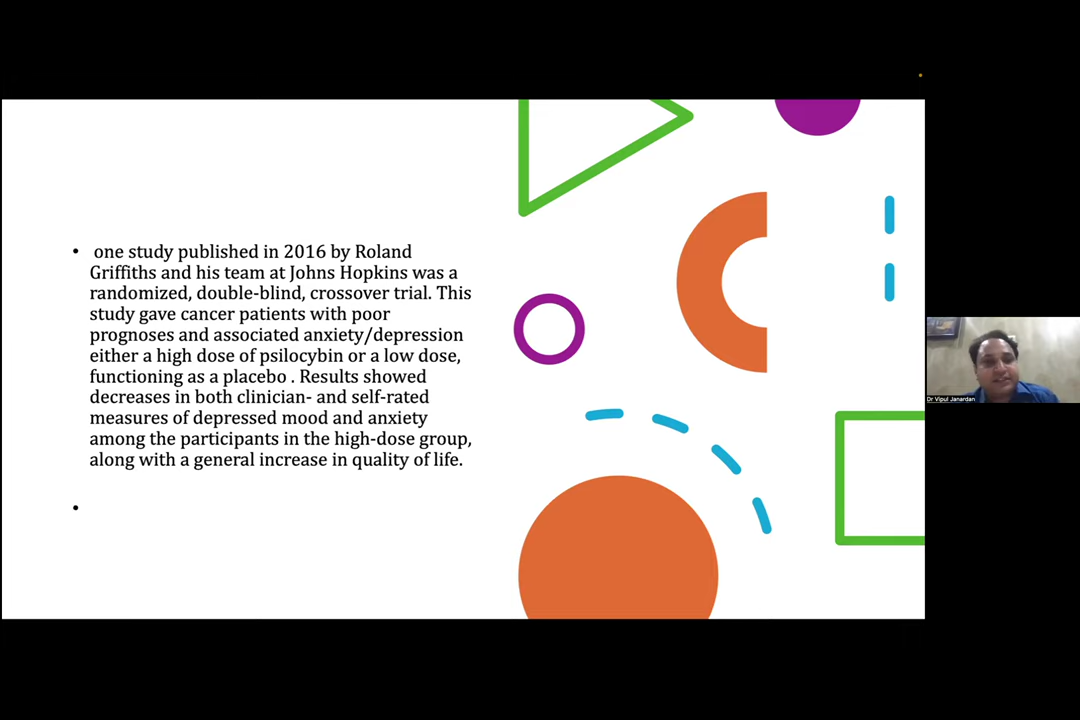 • one study published in 2016 by Roland
Griffiths and his team at Johns Hopkins was a
randomized, double-blind, crossover trial. This
study gave cancer patients with poor
prognoses and associated anxiety/depression
either a high dose of psilocybin or a low dose,
functioning as a placebo . Results showed
decreases in both clinician- and self-rated
measures of depressed mood and anxiety
among the participants in the high-dose group,
along with a general increase in quality of life.
•
Dr Vipul Janardan